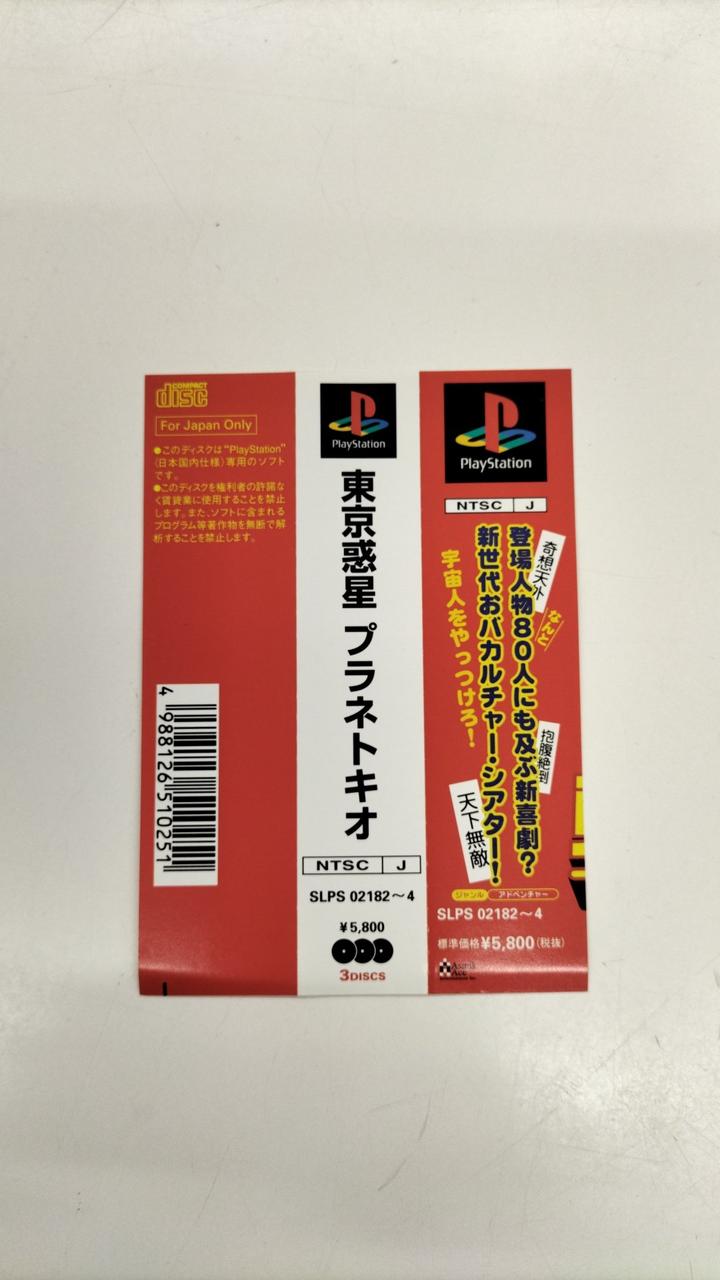 COMPACT
disc
For Japan Only
●このディスクは“PlayStation”
(日本国内仕様)専用のソフト
です。
●このディスクを権利者の許諾な
く賃貸業に使用することを禁止
します。また、ソフトに含まれる
プログラム等著作物を無断で解
析することを禁止します。
4 988126 510251
PlayStation
東京惑星 プラネトキオ
NTSC J
SLPS 02182～4
¥5,800
3DISCS
PlayStation
NTSC J
奇想天外
なんと
登場人物80人にも及ぶ新喜劇?
抱腹絶倒
新世代おバカルチャー・シアター!
宇宙人をやっつけろ!
天下無敵
ジャンル アドベンチャー
SLPS 02182～4
標準価格¥5,800(税抜)
Asmik
Ace